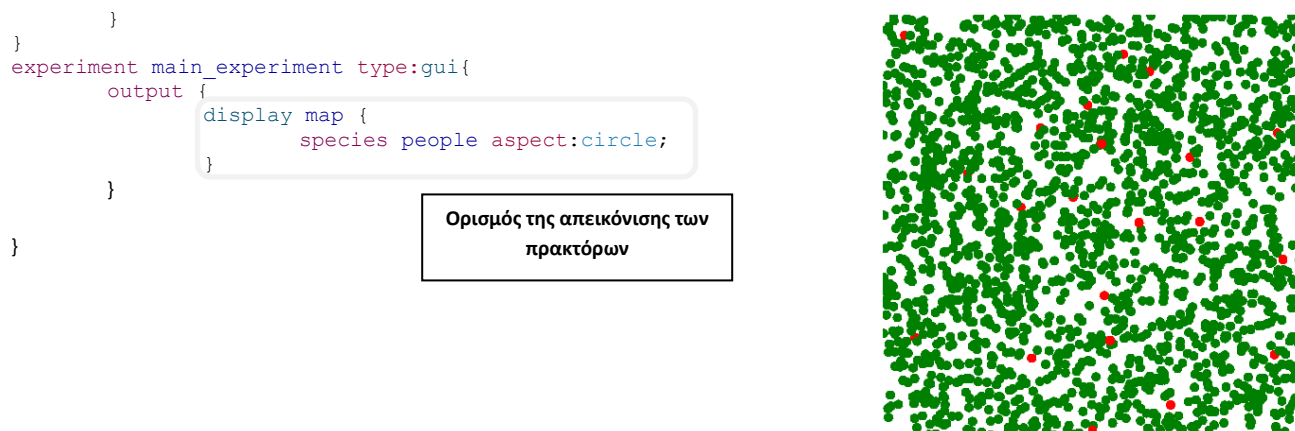 }
}
experiment main_experiment type:gui{
output {
display map {
species people aspect:circle;
}
}
Ορισμός της απεικόνισης των
πρακτόρων
}